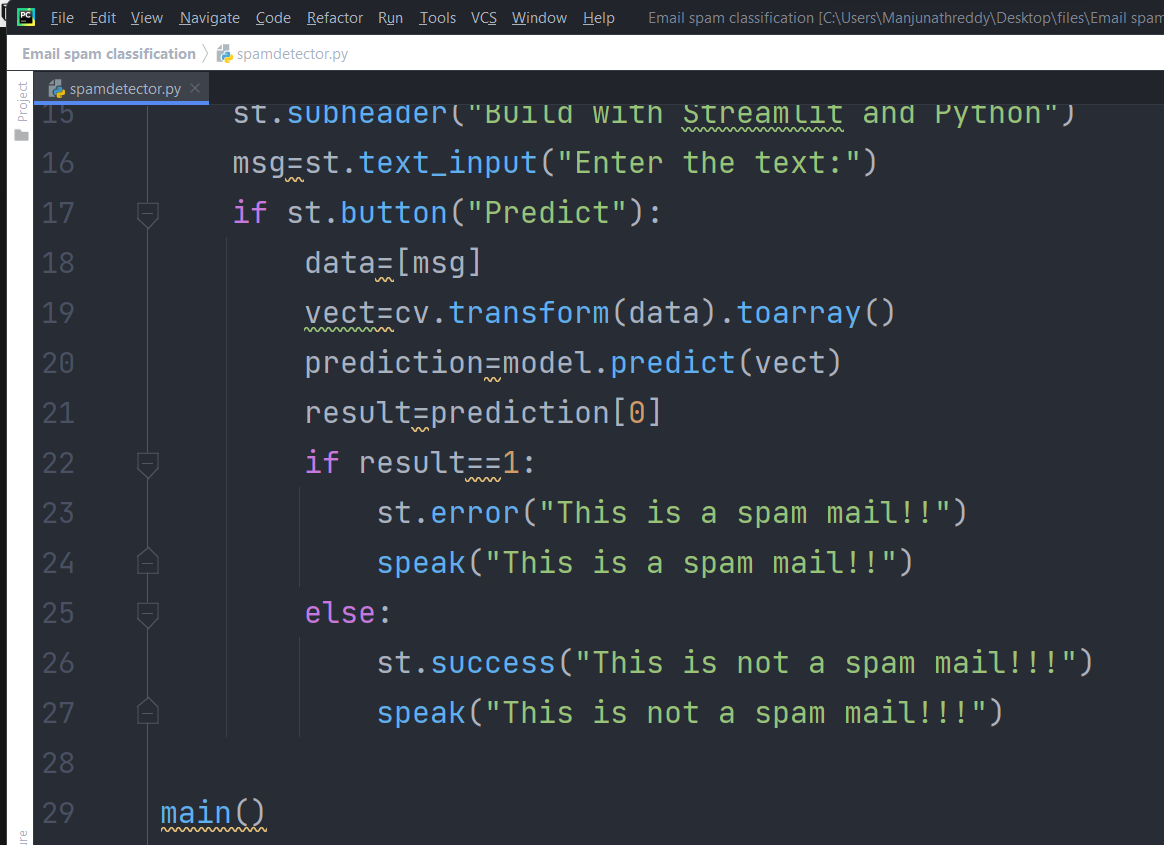 PC File Edit View Navigate Code Refactor Run Tools VCS Window Help Email spam classification [C:\Users\Manjunathreddy\Desktop\files\Email spam
Email spam classification spamdetector.py
Project
spamdetector.py
15 st.subheader("Build with Streamlit and Python")
16 msg=st.text_input("Enter the text:")
17 if st.button("Predict"):
18 data=[msg]
19 vect=cv.transform(data).toarray()
20 prediction=model.predict(vect)
21 result=prediction[0]
22 if result==1:
23 st.error("This is a spam mail!!")
24 speak("This is a spam mail!!")
25 else:
26 st.success("This is not a spam mail!!!")
27 speak("This is not a spam mail!!!")
28
29 main()